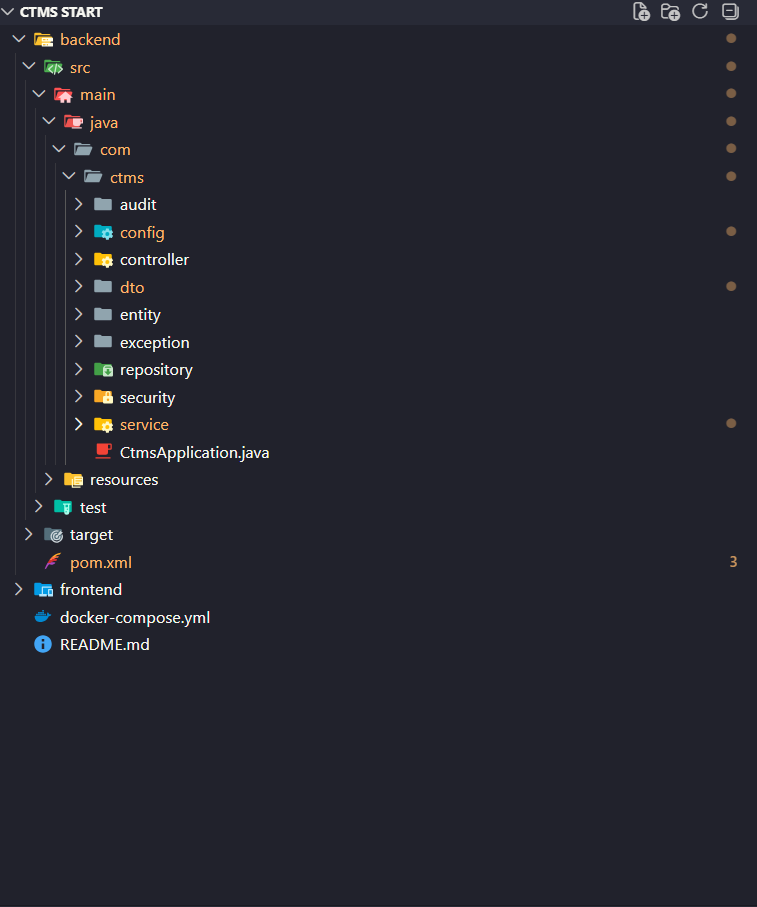 CTMS START
backend
src
main
java
com
ctms
audit
config
controller
dto
entity
exception
repository
security
service
CtmsApplication.java
resources
test
target
pom.xml 3
frontend
docker-compose.yml
README.md